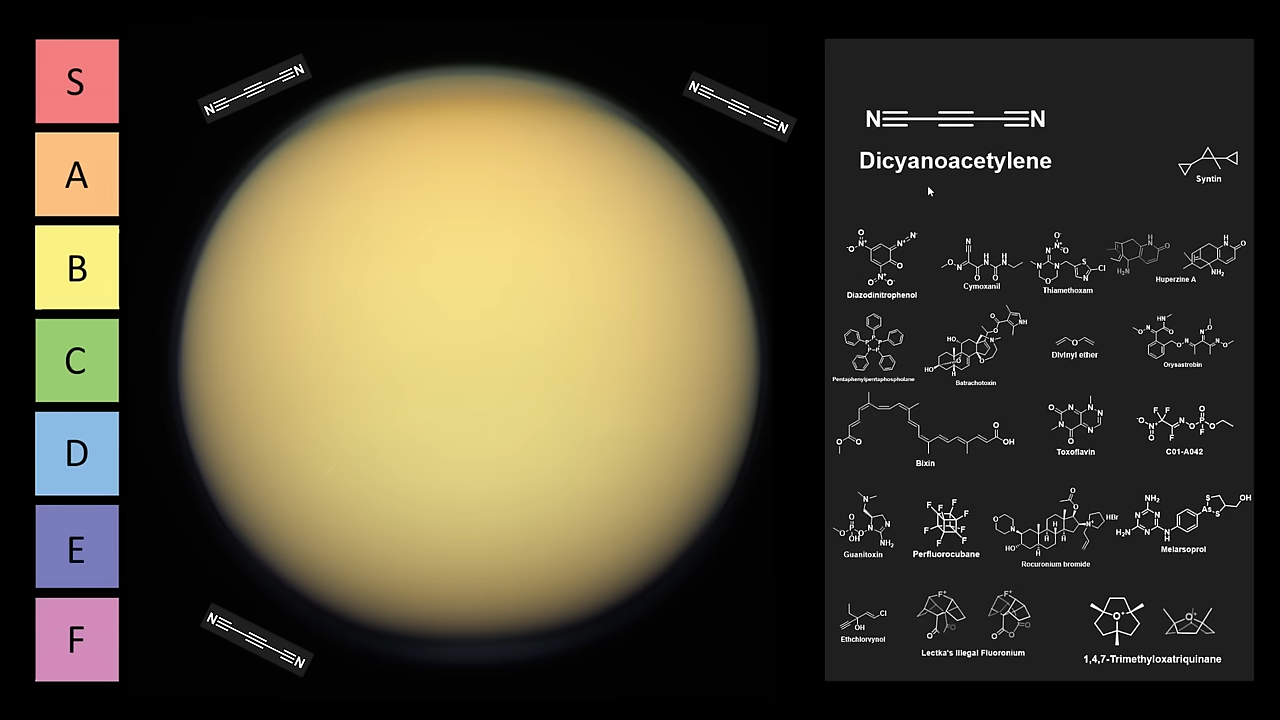 S
A
B
C
D
E
F
N≡≡≡N
N≡≡≡N
N≡≡≡N
N≡≡≡N
Dicyanoacetylene
Syntin
Diazodinitrophenol
Cymoxanil
Thiamethoxam
Huperzine A
Pentaphenylpentaphospholane
Batrachotoxin
Divinyl ether
Orysastrobin
Bixin
Toxoflavin
C01-A042
Guanitoxin
Perfluorocubane
Rocuronium bromide
Melarsoprol
Ethchlorvynol
Lectka's Illegal Fluoronium
1,4,7-Trimethyloxatriquinane